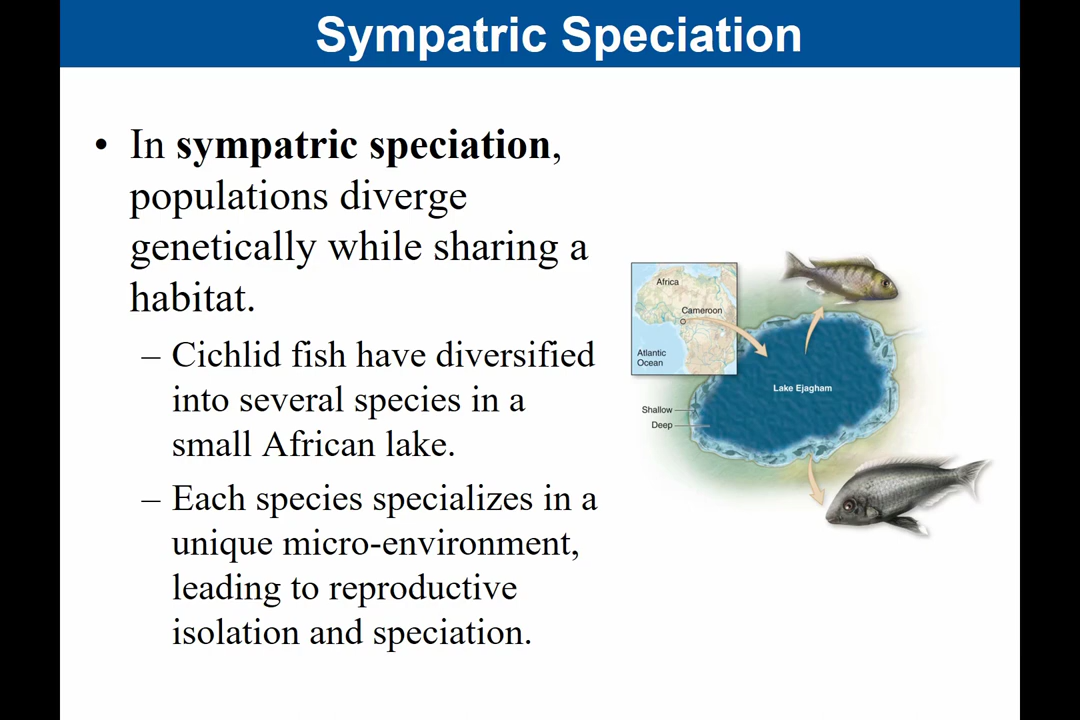 Sympatric Speciation
• In sympatric speciation,
populations diverge
genetically while sharing a
habitat.
– Cichlid fish have diversified
into several species in a
small African lake.
– Each species specializes in a
unique micro-environment,
leading to reproductive
isolation and speciation.
Africa
Cameroon
Atlantic
Ocean
Lake Ejagham
Shallow
Deep